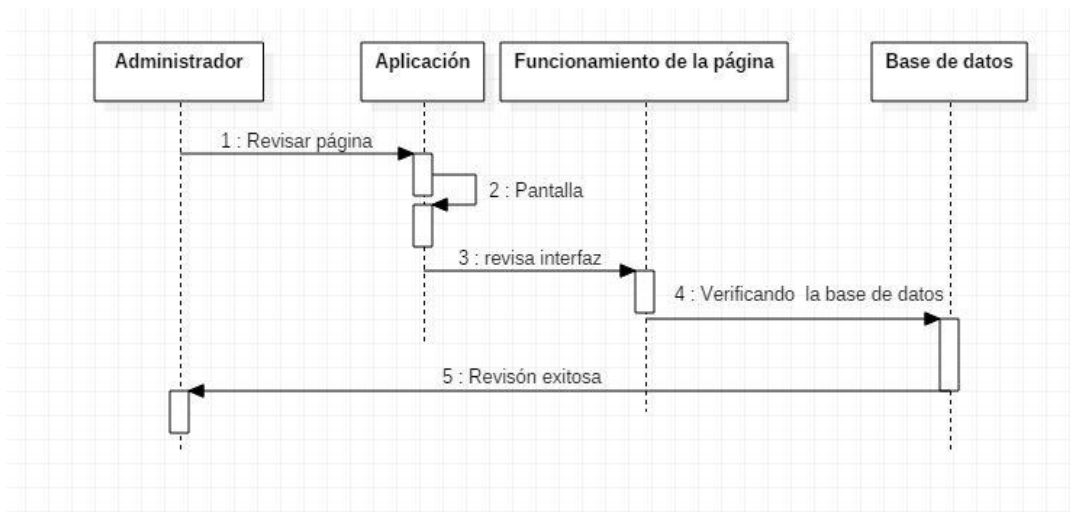 Administrador
Aplicación
Funcionamiento de la página
Base de datos
1 : Revisar página
2 : Pantalla
3 : revisa interfaz
4 : Verificando la base de datos
5 : Revisón exitosa